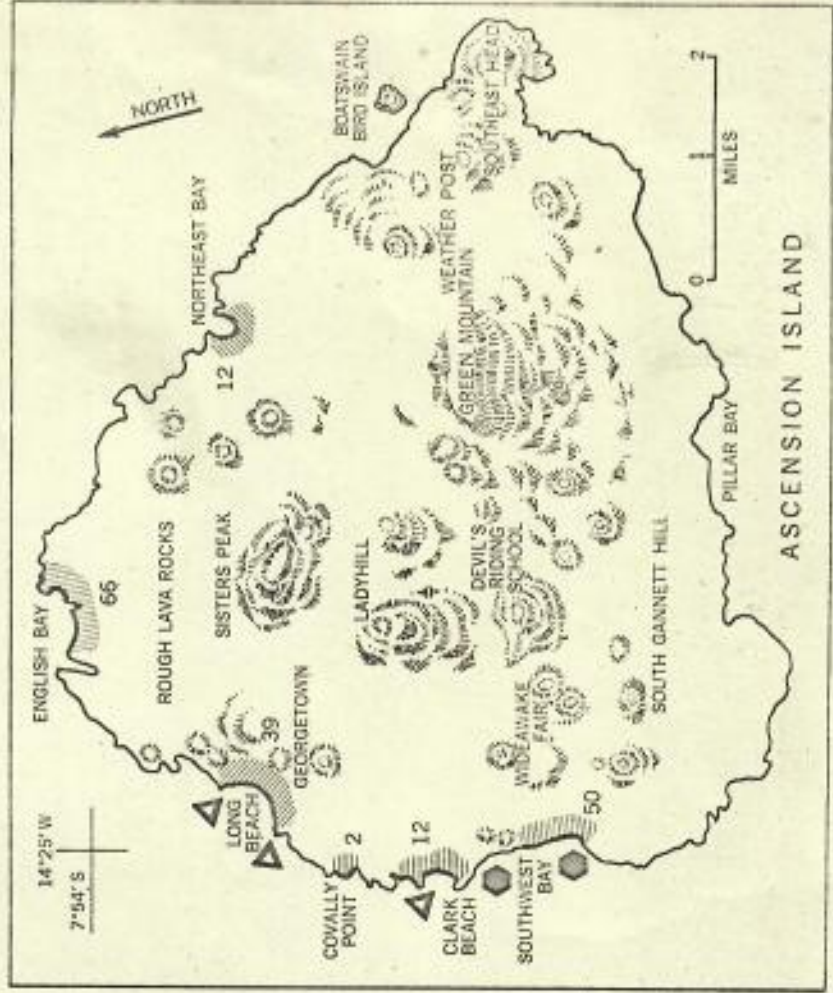 14°25' W
7°54' S
NORTH
ENGLISH BAY
66
ROUGH LAVA ROCKS
NORTHEAST BAY
12
BOATSWAIN
BIRD ISLAND
SISTERS PEAK
39
GEORGETOWN
LONG
BEACH
COVALLY
POINT
2
12
CLARK
BEACH
LADYHILL
WEATHER POST
GREEN MOUNTAIN
SOUTHEAST HEAD
DEVIL'S
RIDING
SCHOOL
WIDEAWAKE
FAIR
50
SOUTHWEST
BAY
SOUTH GANNETT HILL
PILLAR BAY
0
1
2
MILES
ASCENSION ISLAND